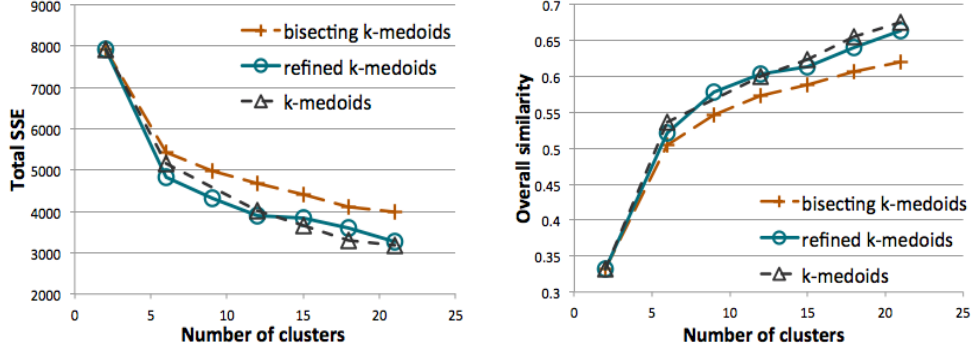 9000
8000
7000
6000
5000
4000
3000
2000
0 5 10 15 20 25
Total SSE
Number of clusters
bisecting k-medoids
refined k-medoids
k-medoids
0.7
0.65
0.6
0.55
0.5
0.45
0.4
0.35
0.3
0 5 10 15 20 25
Overall similarity
Number of clusters
bisecting k-medoids
refined k-medoids
k-medoids